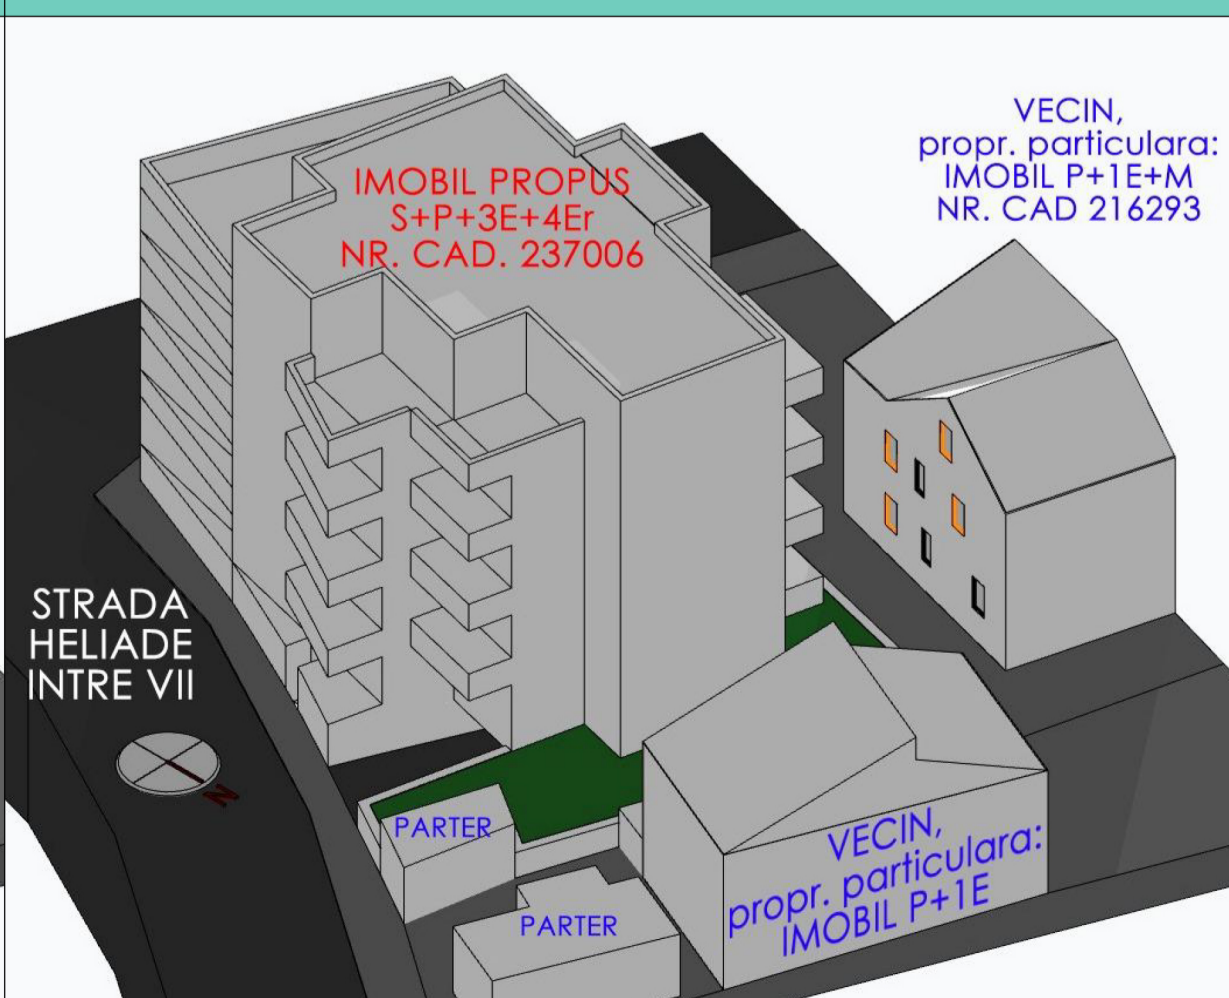 VECIN,
propr. particulara:
IMOBIL P+1E+M
NR. CAD 216293
IMOBIL PROPUS
S+P+3E+4Er
NR. CAD. 237006
STRADA
HELIADE
INTRE VII
N
PARTER
PARTER
VECIN,
propr. particulara:
IMOBIL P+1E